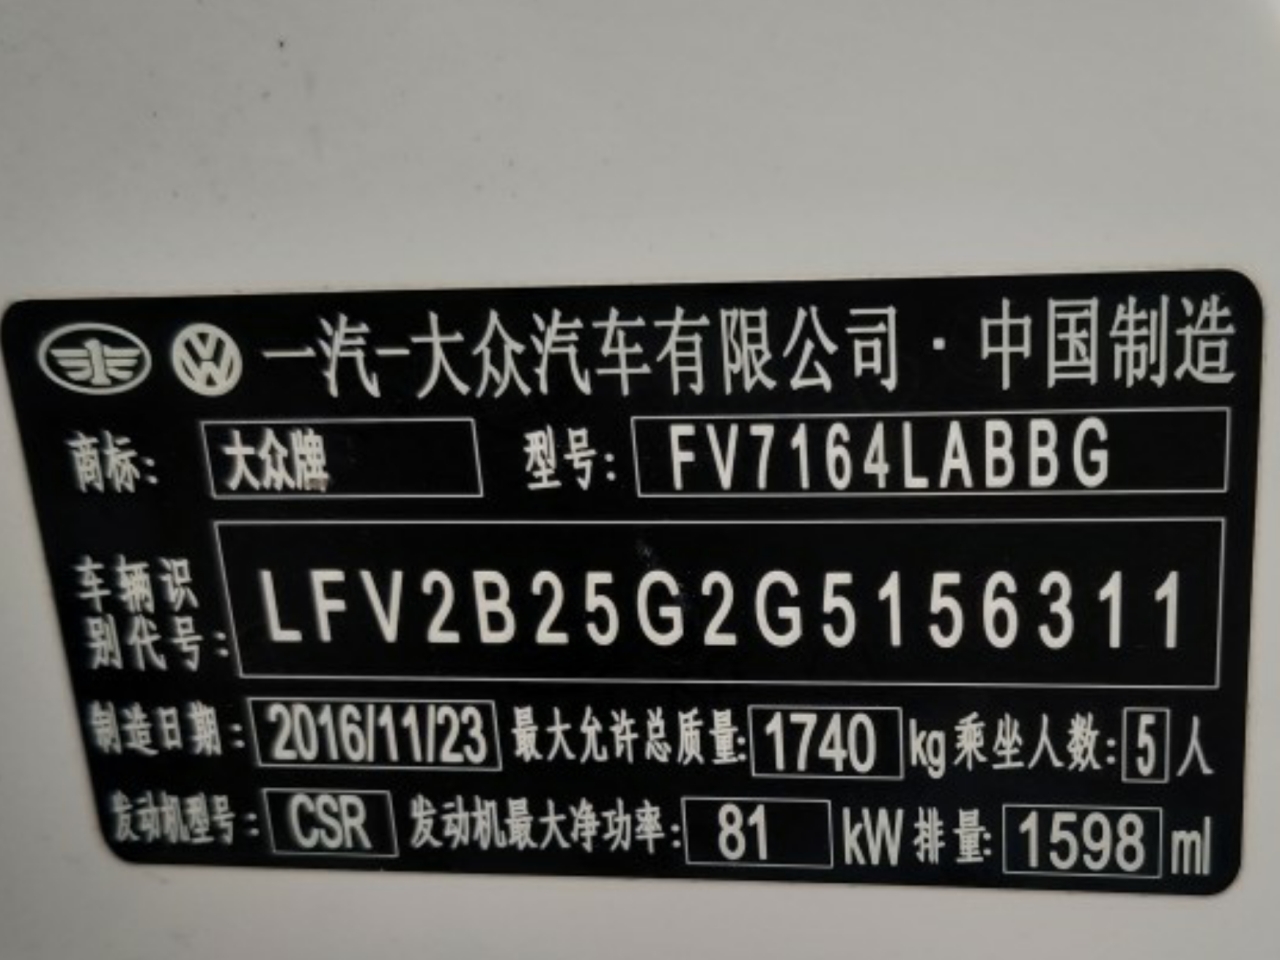 一汽-大众汽车有限公司·中国制造
商标: 大众牌 型号: FV7164LABBG
车辆识别代号: LFV2B25G2G5156311
制造日期: 2016/11/23 最大允许总质量: 1740 kg 乘坐人数: 5 人
发动机型号: CSR 发动机最大净功率: 81 kW 排量: 1598 ml